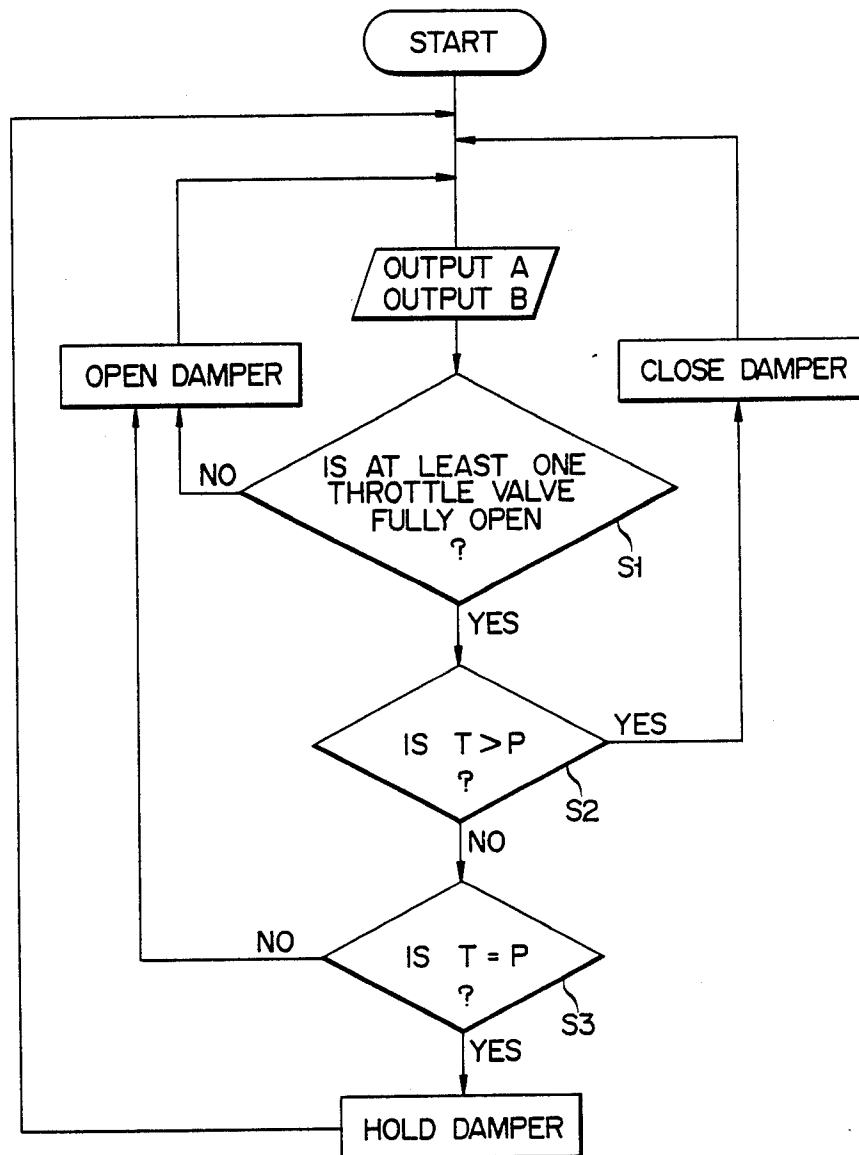 START
OUTPUT A
OUTPUT B
OPEN DAMPER
CLOSE DAMPER
NO
IS AT LEAST ONE
THROTTLE VALVE
FULLY OPEN
?
S1
YES
IS T > P
?
YES
S2
NO
NO
IS T = P
?
S3
YES
HOLD DAMPER